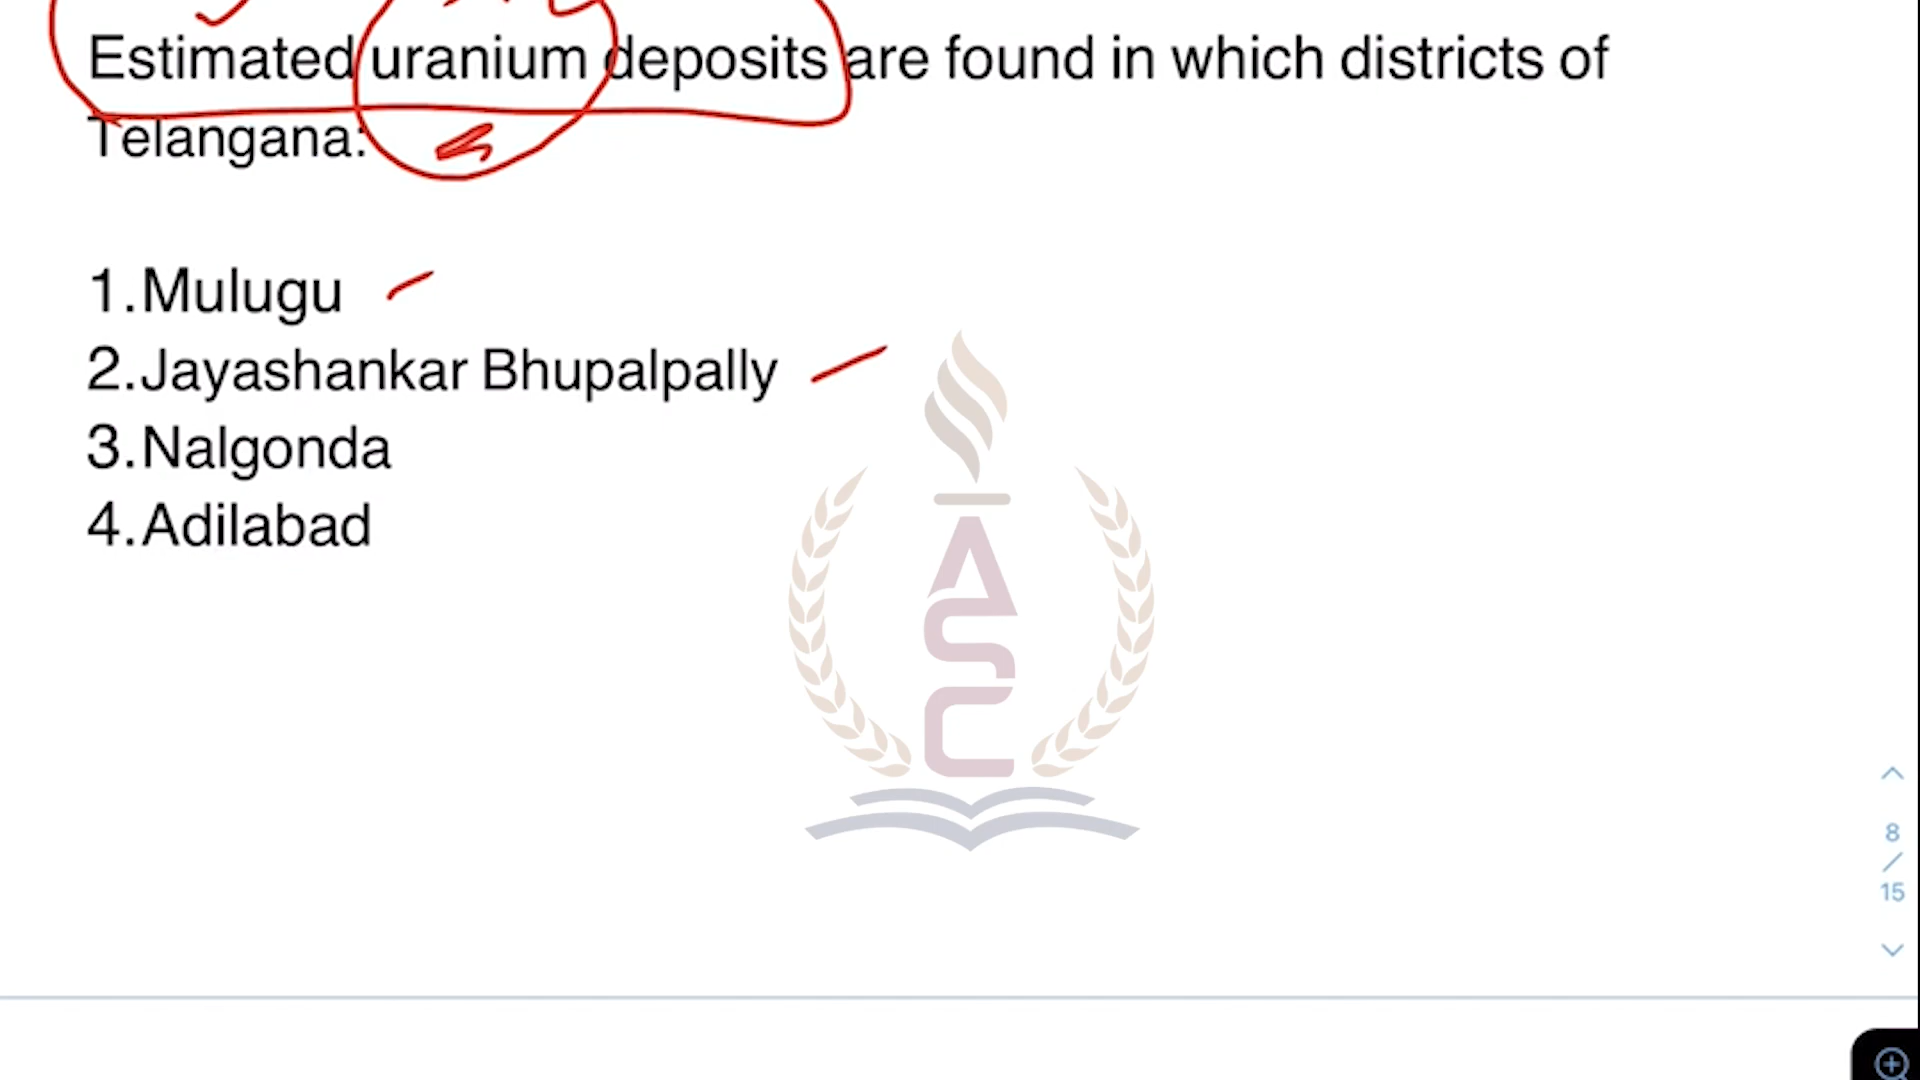 Estimated uranium deposits are found in which districts of
Telangana:
1.Mulugu
2.Jayashankar Bhupalpally
3.Nalgonda
4.Adilabad
ASC
8
/
15